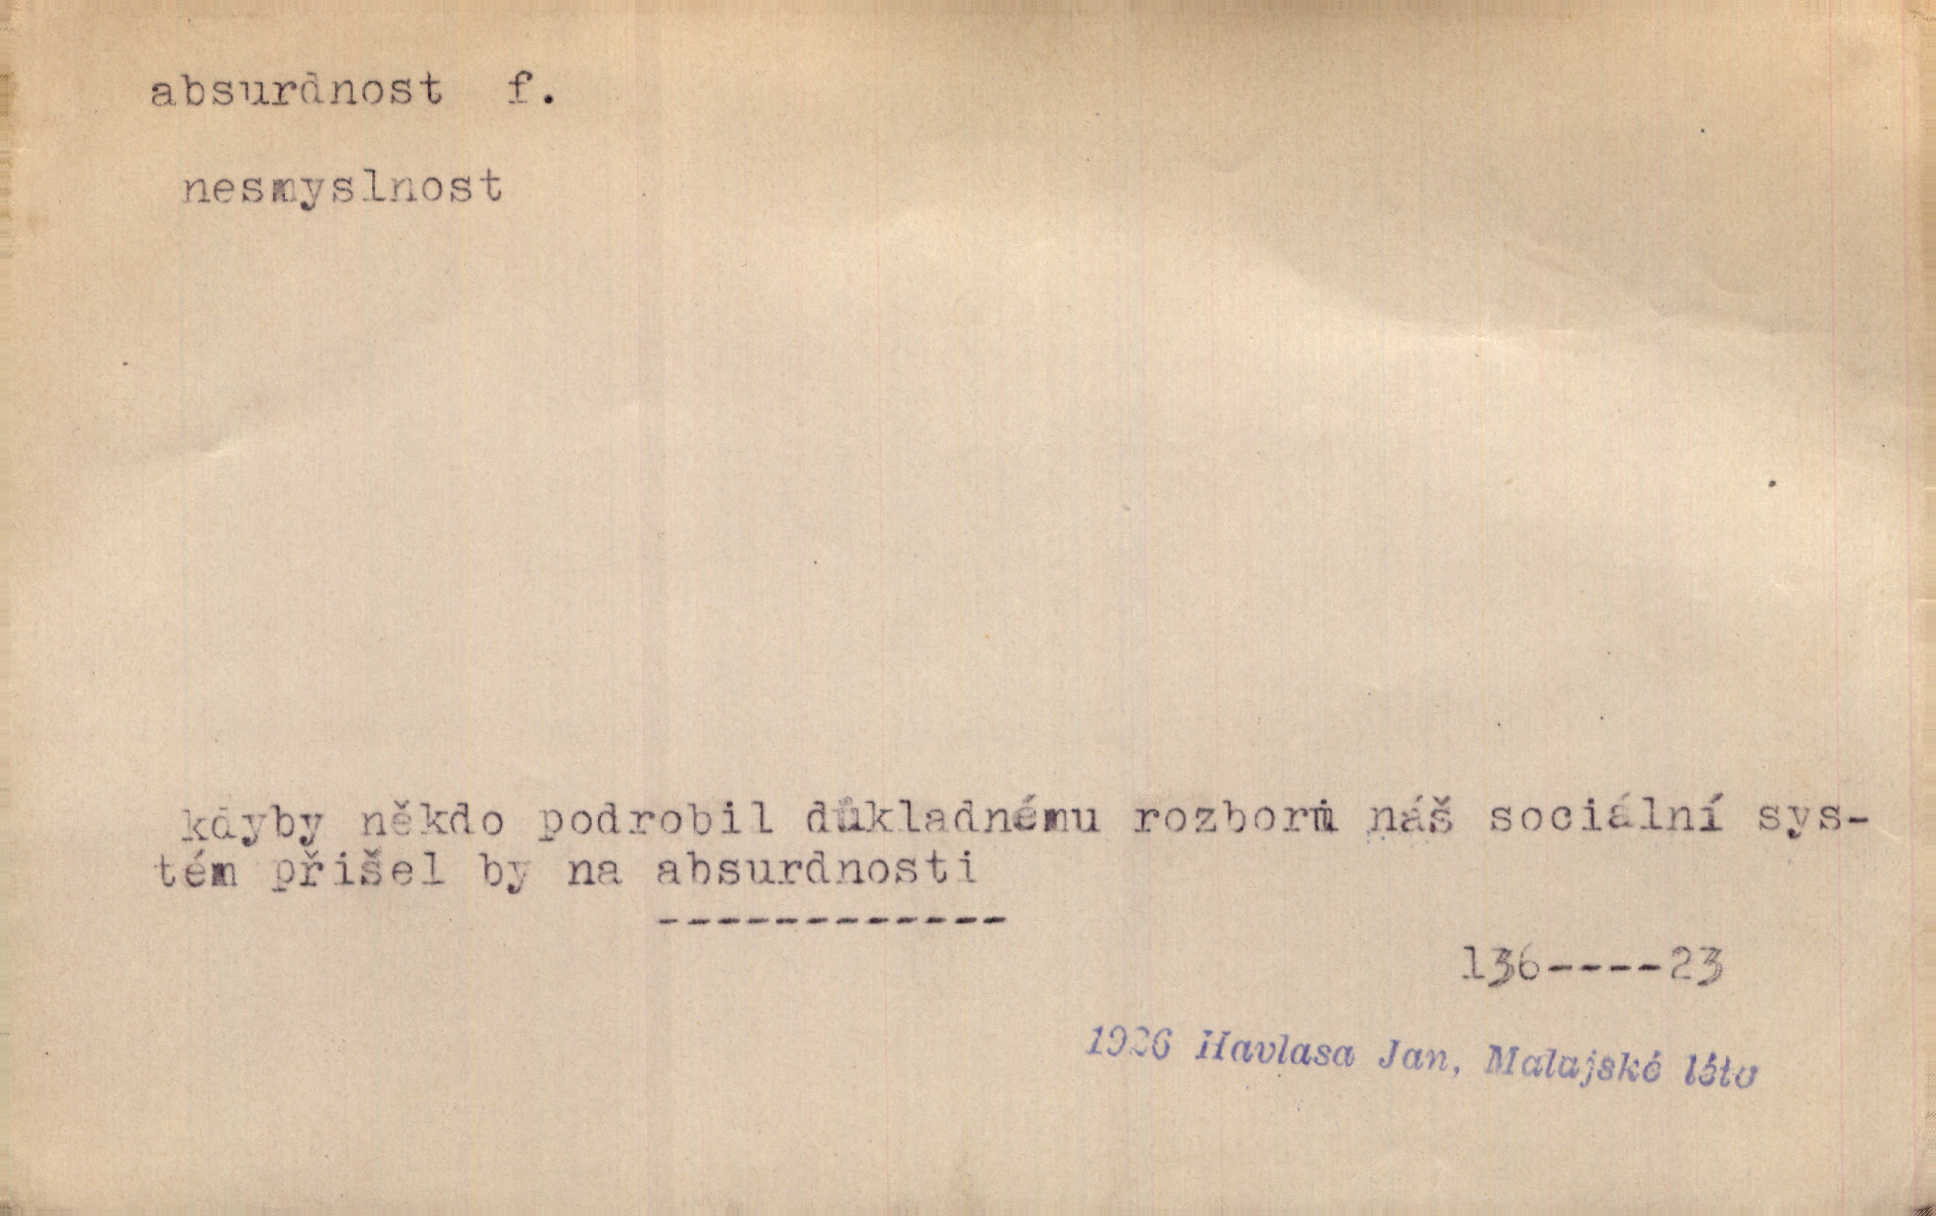 absurdnost f.
nesmyslnost
kdyby někdo podrobil důkladnému rozboru náš sociální sys-
tém přišel by na absurdnosti
------------
136----23
1926 Havlasa Jan, Malajské léto